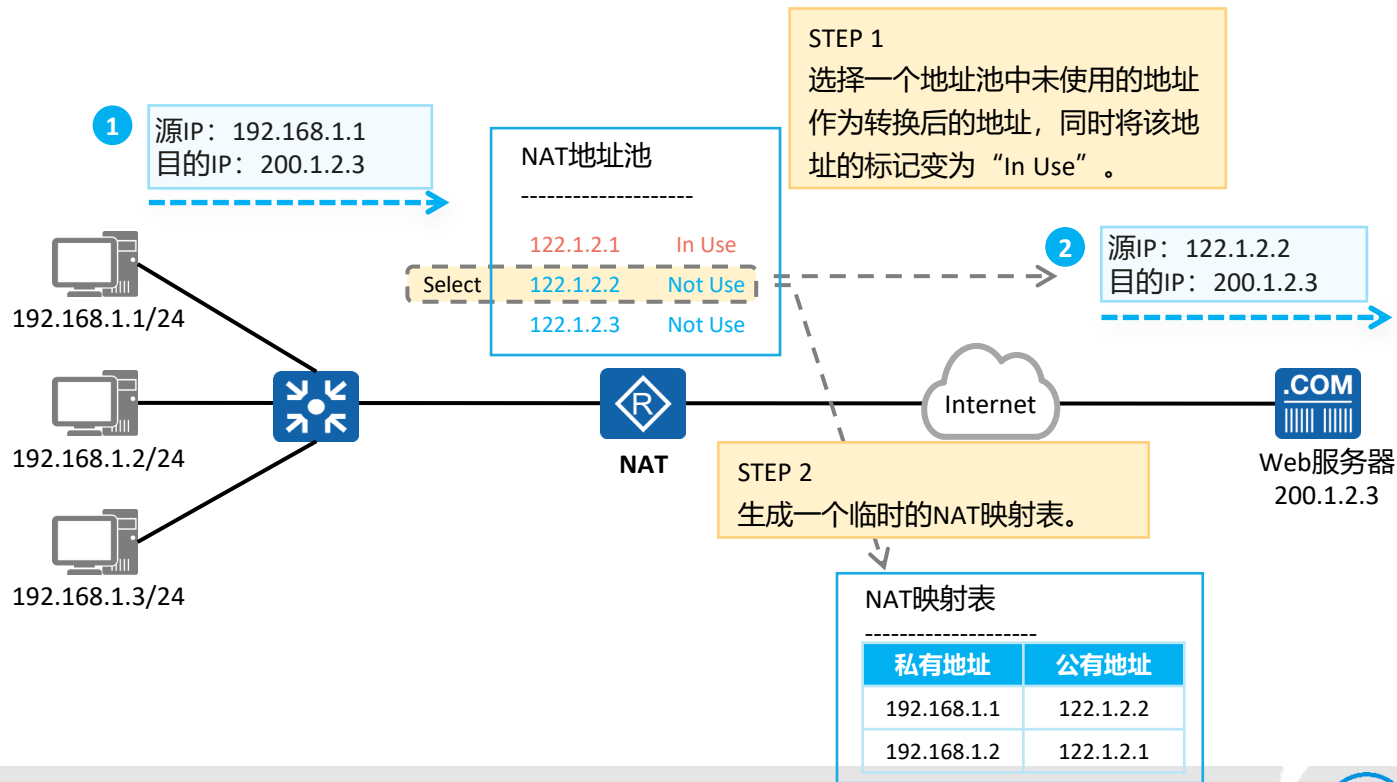 STEP 1
选择一个地址池中未使用的地址
作为转换后的地址，同时将该地
址的标记变为“In Use”。
1
源IP：192.168.1.1
目的IP：200.1.2.3
NAT地址池
--------------------
122.1.2.1 In Use
Select 122.1.2.2 Not Use
122.1.2.3 Not Use
2
源IP：122.1.2.2
目的IP：200.1.2.3
192.168.1.1/24
192.168.1.2/24
192.168.1.3/24
R
NAT
Internet
.COM
Web服务器
200.1.2.3
STEP 2
生成一个临时的NAT映射表。
NAT映射表
--------------------
私有地址 公有地址
192.168.1.1 122.1.2.2
192.168.1.2 122.1.2.1